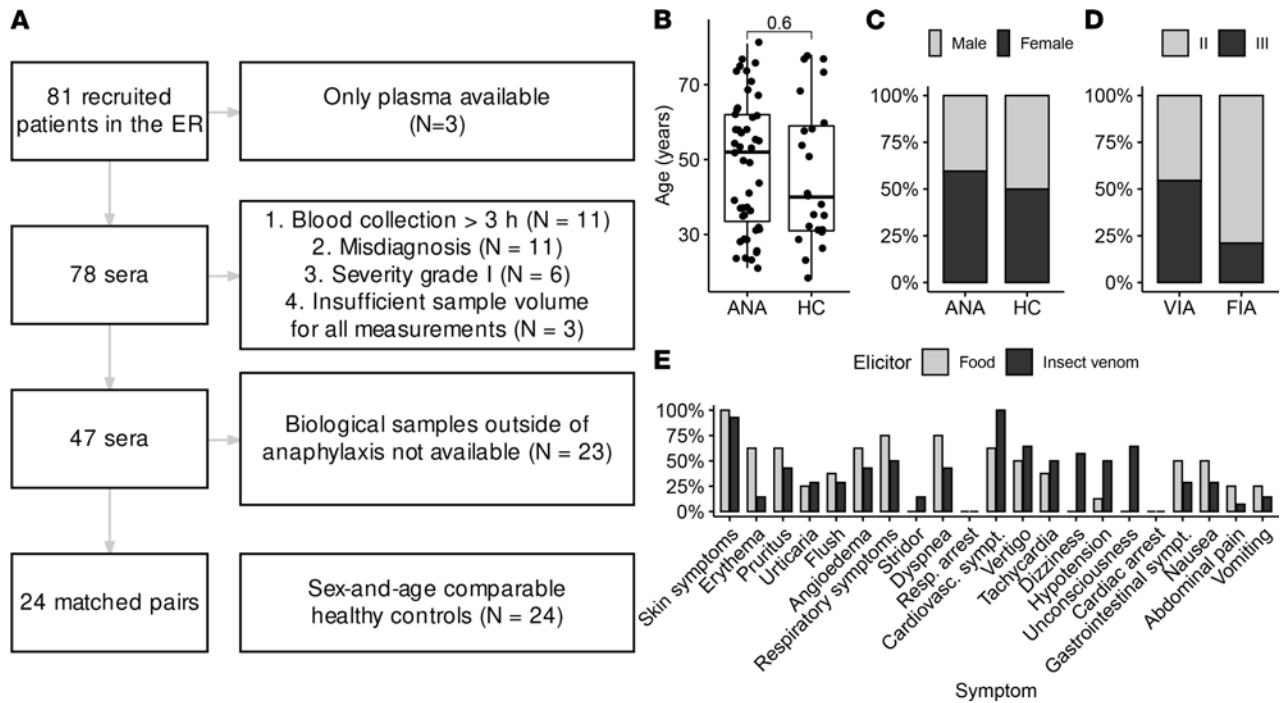 A
81 recruited
patients in the ER
Only plasma available
(N=3)
78 sera
1. Blood collection > 3 h (N = 11)
2. Misdiagnosis (N = 11)
3. Severity grade I (N = 6)
4. Insufficient sample volume
for all measurements (N = 3)
47 sera
Biological samples outside of
anaphylaxis not available (N = 23)
24 matched pairs
Sex-and-age comparable
healthy controls (N = 24)
B
0.6
Age (years)
70
50
30
ANA HC
C
Male Female
100%
75%
50%
25%
0%
ANA HC
D
II III
100%
75%
50%
25%
0%
VIA FIA
E
Elicitor Food Insect venom
100%
75%
50%
25%
0%
Skin symptoms
Erythema
Pruritus
Urticaria
Flush
Angioedema
Respiratory symptoms
Stridor
Dyspnea
Resp. arrest
Cardiovasc. sympt.
Vertigo
Tachycardia
Dizziness
Hypotension
Unconsciousness
Cardiac arrest
Gastrointestinal sympt.
Nausea
Abdominal pain
Vomiting
Symptom